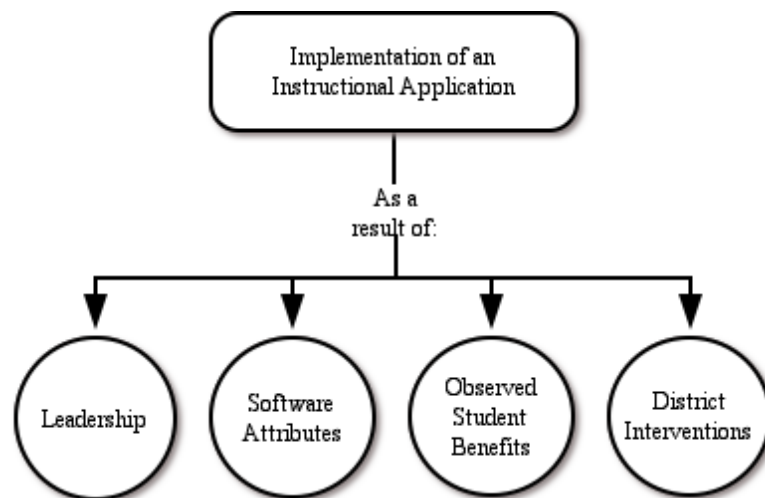 Implementation of an
Instructional Application
As a
result of:
Leadership
Software
Attributes
Observed
Student
Benefits
District
Interventions